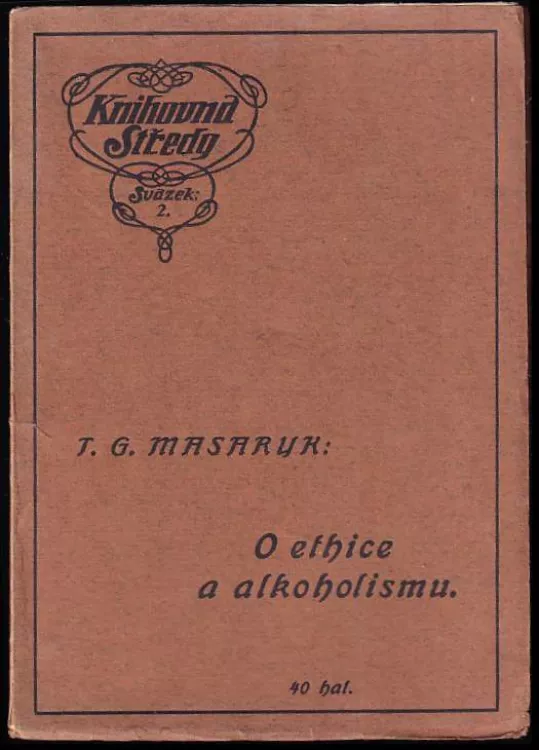 Knihovna
Středy
Svazek:
2.
T. G. MASARYK:
O ethice
a alkoholismu.
40 hal.